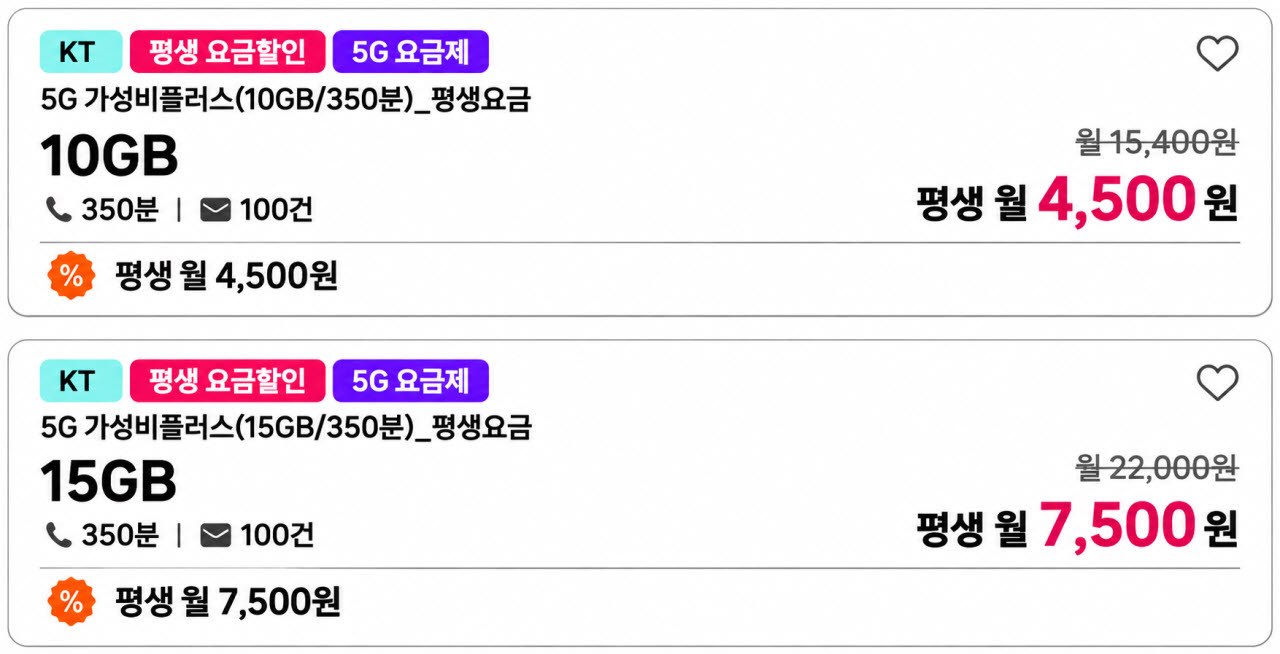 KT 평생 요금할인 5G 요금제
5G 가성비플러스(10GB/350분)_평생요금
10GB
월 15,400원
350분 | 100건
평생 월 4,500원
% 평생 월 4,500원
KT 평생 요금할인 5G 요금제
5G 가성비플러스(15GB/350분)_평생요금
15GB
월 22,000원
350분 | 100건
평생 월 7,500원
% 평생 월 7,500원